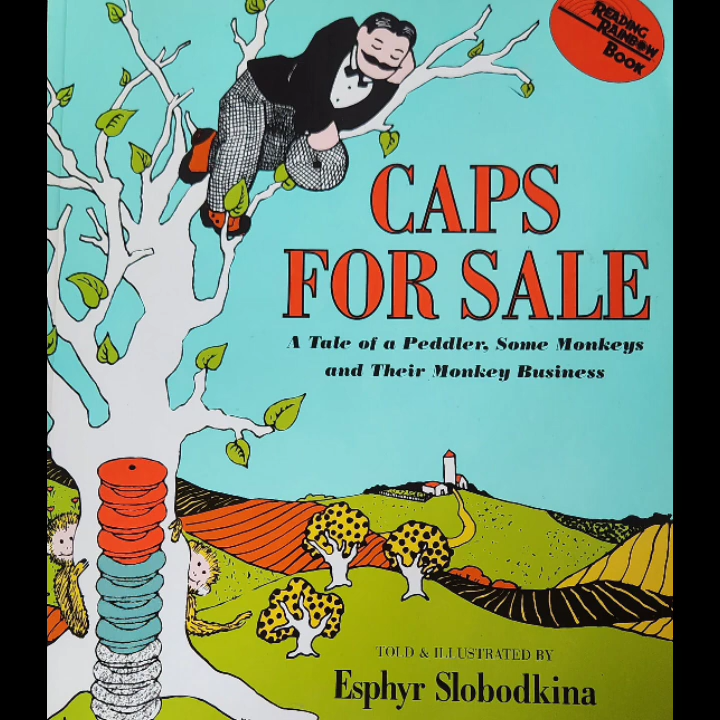 READING
RAINBOW
BOOK
CAPS
FOR SALE
A Tale of a Peddler, Some Monkeys
and Their Monkey Business
TOLD & ILLUSTRATED BY
Esphyr Slobodkina